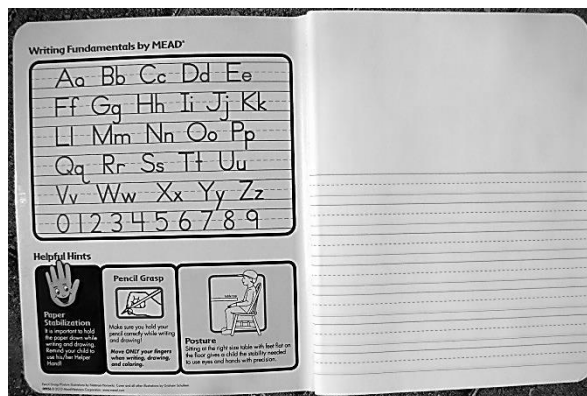 Writing Fundamentals by MEAD®
Aa Bb Cc Dd Ee
Ff Gg Hh Ii Jj Kk
Ll Mm Nn Oo Pp
Qq Rr Ss Tt Uu
Vv Ww Xx Yy Zz
0 1 2 3 4 5 6 7 8 9
Helpful Hints
Paper
Stabilization
It is important to hold
the paper down while
writing and drawing.
Remind your child to
use his/her Helper
Hand!
Pencil Grasp
Make sure you hold your
pencil correctly while writing
and drawing!
Move ONLY your fingers
when writing, drawing,
and coloring.
Posture
Sitting at the right size table with feet flat on
the floor gives a child the stability needed
to use eyes and hands with precision.